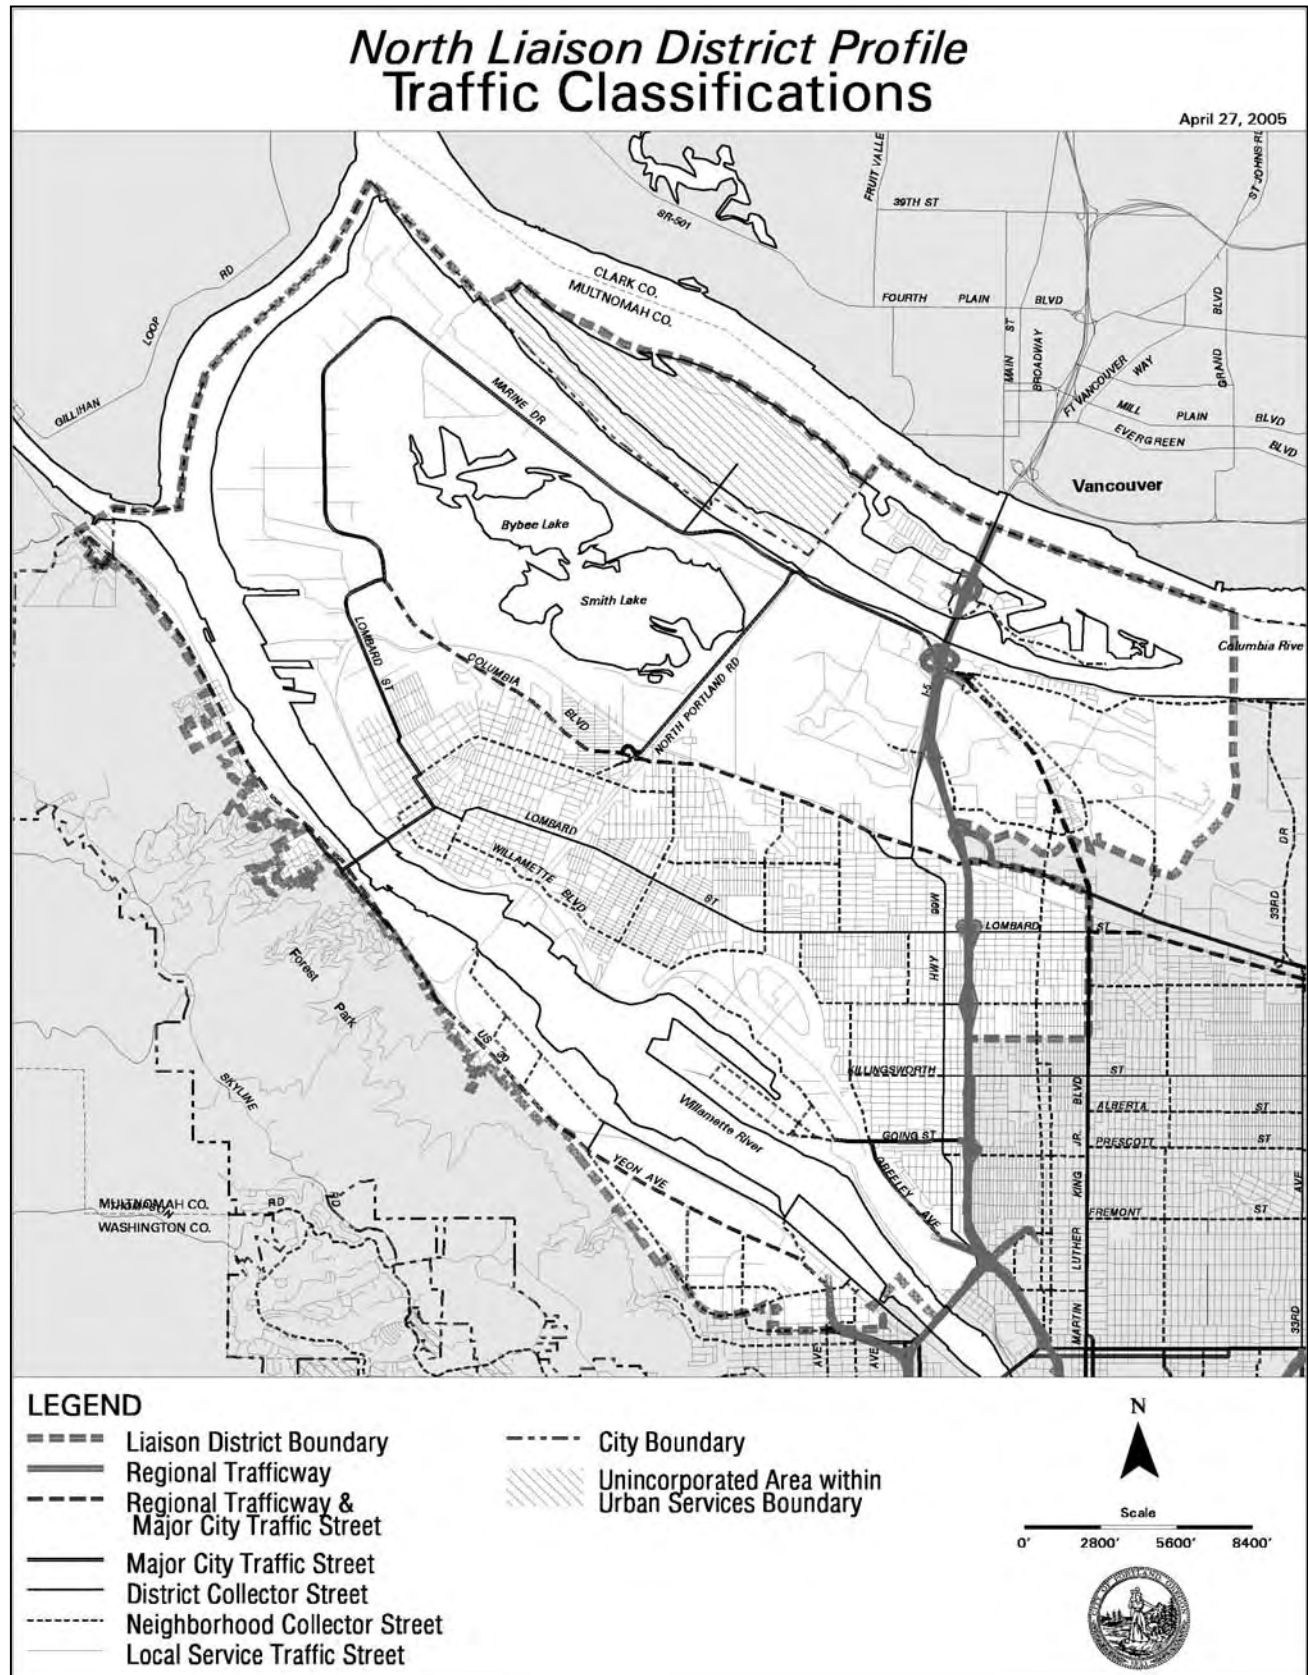 North Liaison District Profile
Traffic Classifications
April 27, 2005
FRUIT VALLE
ST JOHNS RD
39TH ST
SR-501
CLARK CO.
MULTNOMAH CO.
FOURTH PLAIN BLVD
MAIN ST
BROADWAY
GRAND BLVD
FT VANCOUVER WAY
MILL PLAIN BLVD
EVERGREEN BLVD
Vancouver
GILLIHAN LOOP RD
MARINE DR
Bybee Lake
Smith Lake
LOMBARD ST
COLUMBIA BLVD
NORTH PORTLAND RD
I-5
Columbia Rive
LOMBARD ST
WILLAMETTE BLVD
33RD DR
HWY 99W
LOMBARD ST
Forest Park
US 30
SKYLINE
KILLINGSWORTH ST
ALBERTA ST
PRESCOTT ST
GOING ST
GREELEY AVE
Willamette River
YEON AVE
FREMONT ST
MARTIN LUTHER KING JR. BLVD
33RD AVE
MULTNOMAH CO.
THOMPSON RD
RD
WASHINGTON CO.
AVE
AVE
LEGEND
Liaison District Boundary
Regional Trafficway
Regional Trafficway &
Major City Traffic Street
Major City Traffic Street
District Collector Street
Neighborhood Collector Street
Local Service Traffic Street
City Boundary
Unincorporated Area within
Urban Services Boundary
N
Scale
0' 2800' 5600' 8400'
CITY OF PORTLAND OREGON
1851